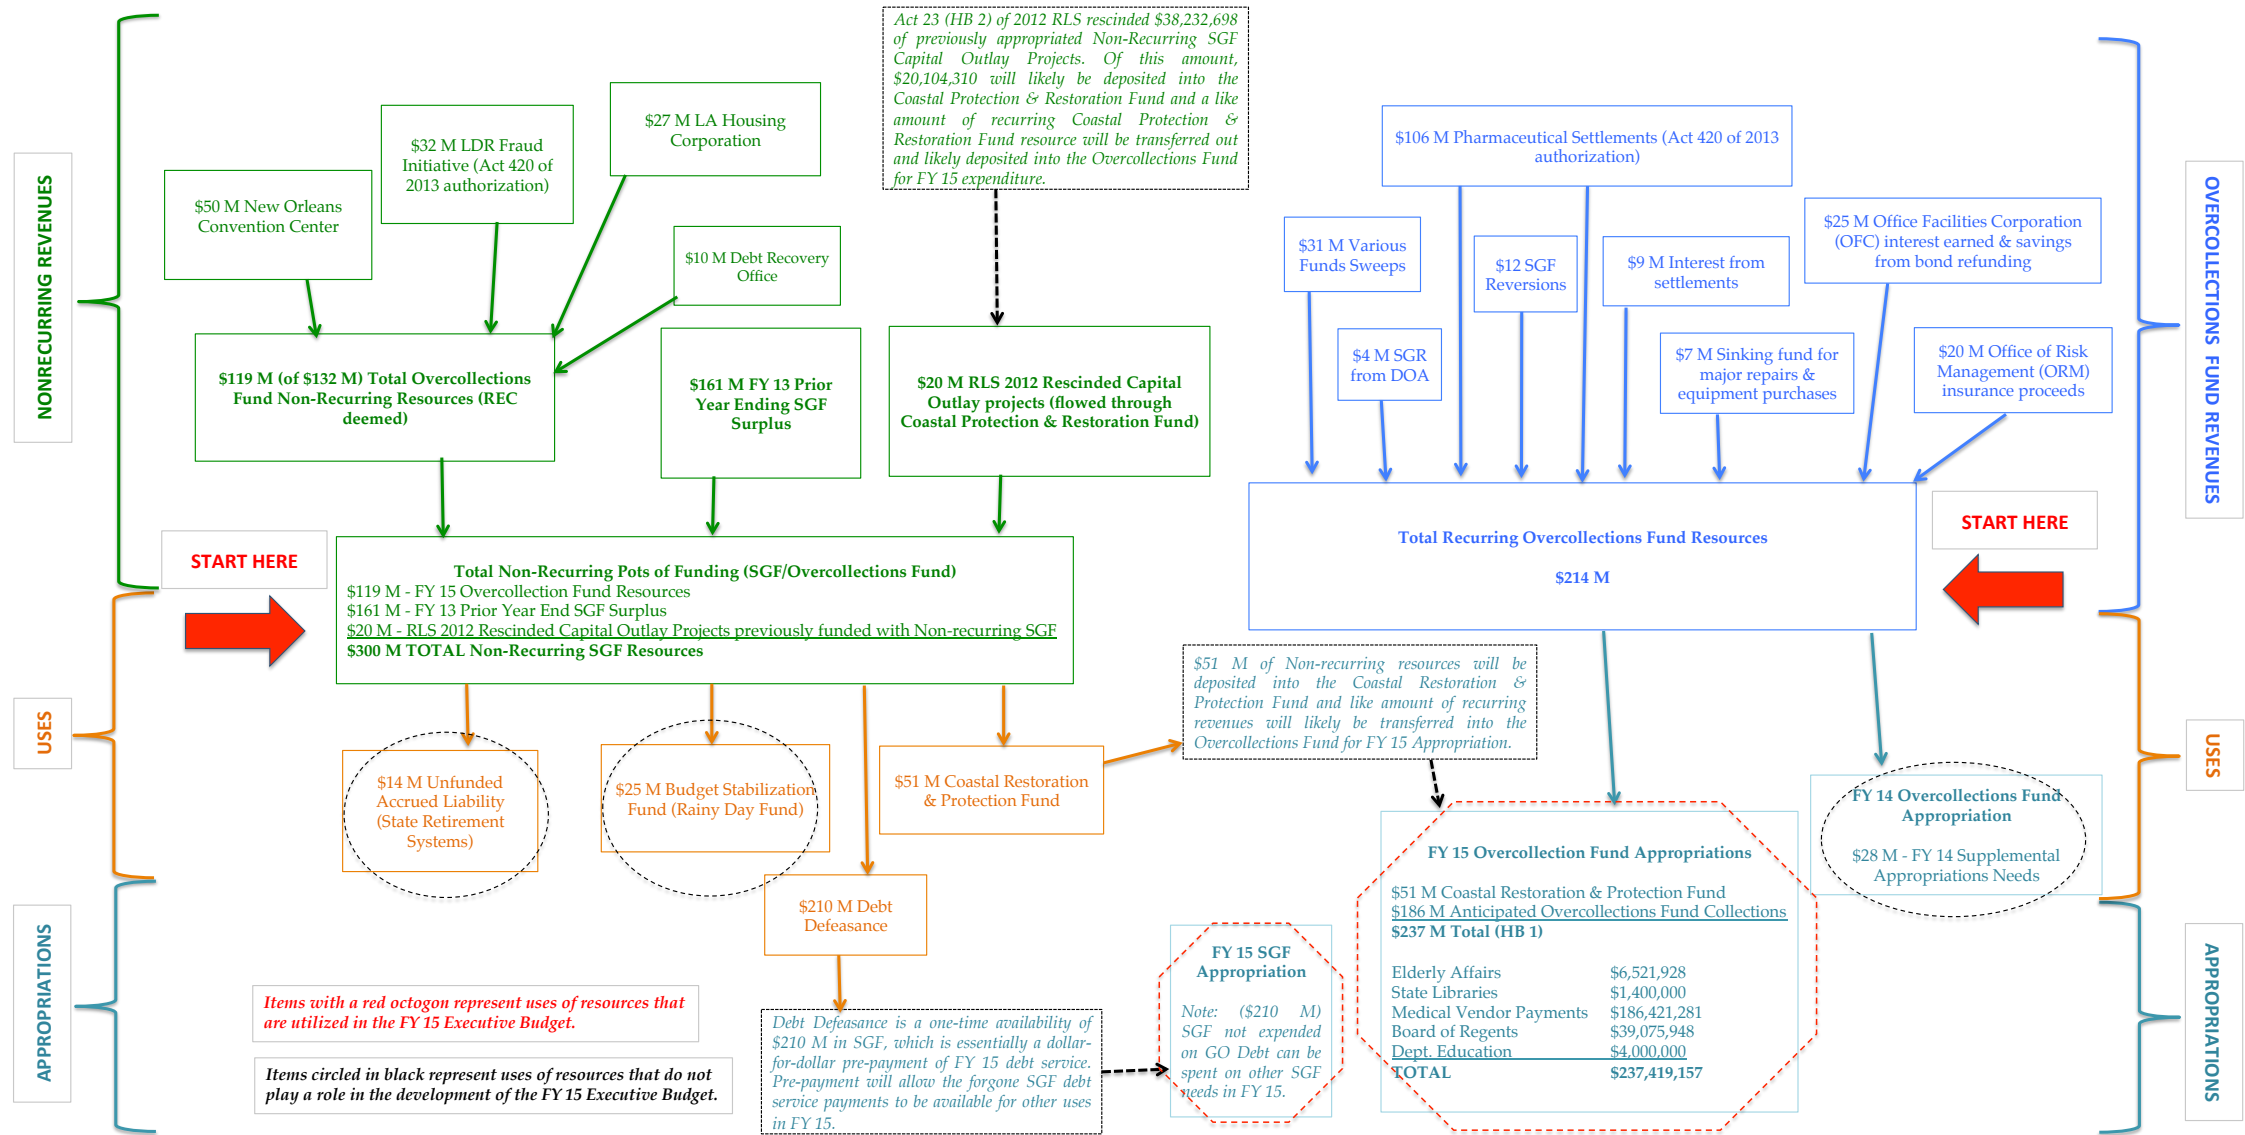 NONRECURRING REVENUES
USES
APPROPRIATIONS
$50 M New Orleans
Convention Center
$32 M LDR Fraud
Initiative (Act 420 of
2013 authorization)
$27 M LA Housing
Corporation
$10 M Debt Recovery
Office
Act 23 (HB 2) of 2012 RLS rescinded $38,232,698
of previously appropriated Non-Recurring SGF
Capital Outlay Projects. Of this amount,
$20,104,310 will likely be deposited into the
Coastal Protection & Restoration Fund and a like
amount of recurring Coastal Protection &
Restoration Fund resource will be transferred out
and likely deposited into the Overcollections Fund
for FY 15 expenditure.
$119 M (of $132 M) Total Overcollections
Fund Non-Recurring Resources (REC
deemed)
$161 M FY 13 Prior
Year Ending SGF
Surplus
$20 M RLS 2012 Rescinded Capital
Outlay projects (flowed through
Coastal Protection & Restoration Fund)
START HERE
Total Non-Recurring Pots of Funding (SGF/Overcollections Fund)
$119 M - FY 15 Overcollection Fund Resources
$161 M - FY 13 Prior Year End SGF Surplus
$20 M - RLS 2012 Rescinded Capital Outlay Projects previously funded with Non-recurring SGF
$300 M TOTAL Non-Recurring SGF Resources
$14 M Unfunded
Accrued Liability
(State Retirement
Systems)
$25 M Budget Stabilization
Fund (Rainy Day Fund)
$51 M Coastal Restoration
& Protection Fund
$210 M Debt
Defeasance
Items with a red octogon represent uses of resources that
are utilized in the FY 15 Executive Budget.
Items circled in black represent uses of resources that do not
play a role in the development of the FY 15 Executive Budget.
Debt Defeasance is a one-time availability of
$210 M in SGF, which is essentially a dollar-
for-dollar pre-payment of FY 15 debt service.
Pre-payment will allow the forgone SGF debt
service payments to be available for other uses
in FY 15.
FY 15 SGF
Appropriation
Note: ($210 M)
SGF not expended
on GO Debt can be
spent on other SGF
needs in FY 15.
$106 M Pharmaceutical Settlements (Act 420 of 2013
authorization)
$31 M Various
Funds Sweeps
$12 SGF
Reversions
$9 M Interest from
settlements
$25 M Office Facilities Corporation
(OFC) interest earned & savings
from bond refunding
$4 M SGR
from DOA
$7 M Sinking fund for
major repairs &
equipment purchases
$20 M Office of Risk
Management (ORM)
insurance proceeds
Total Recurring Overcollections Fund Resources
$214 M
START HERE
$51 M of Non-recurring resources will be
deposited into the Coastal Restoration &
Protection Fund and like amount of recurring
revenues will likely be transferred into the
Overcollections Fund for FY 15 Appropriation.
FY 15 Overcollection Fund Appropriations
$51 M Coastal Restoration & Protection Fund
$186 M Anticipated Overcollections Fund Collections
$237 M Total (HB 1)
Elderly Affairs $6,521,928
State Libraries $1,400,000
Medical Vendor Payments $186,421,281
Board of Regents $39,075,948
Dept. Education $4,000,000
TOTAL $237,419,157
FY 14 Overcollections Fund
Appropriation
$28 M - FY 14 Supplemental
Appropriations Needs
OVERCOLLECTIONS FUND REVENUES
USES
APPROPRIATIONS